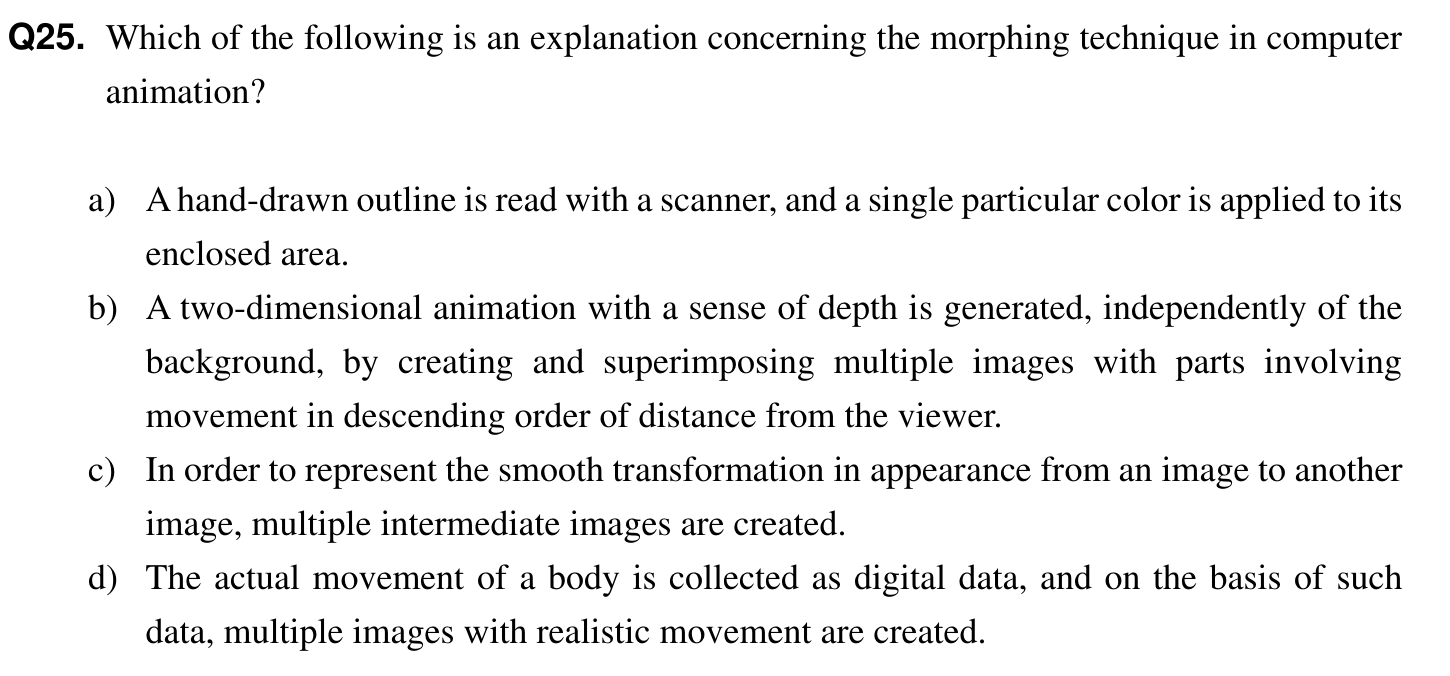 Q25. Which of the following is an explanation concerning the morphing technique in computer
animation?
a) A hand-drawn outline is read with a scanner, and a single particular color is applied to its
enclosed area.
b) A two-dimensional animation with a sense of depth is generated, independently of the
background, by creating and superimposing multiple images with parts involving
movement in descending order of distance from the viewer.
c) In order to represent the smooth transformation in appearance from an image to another
image, multiple intermediate images are created.
d) The actual movement of a body is collected as digital data, and on the basis of such
data, multiple images with realistic movement are created.